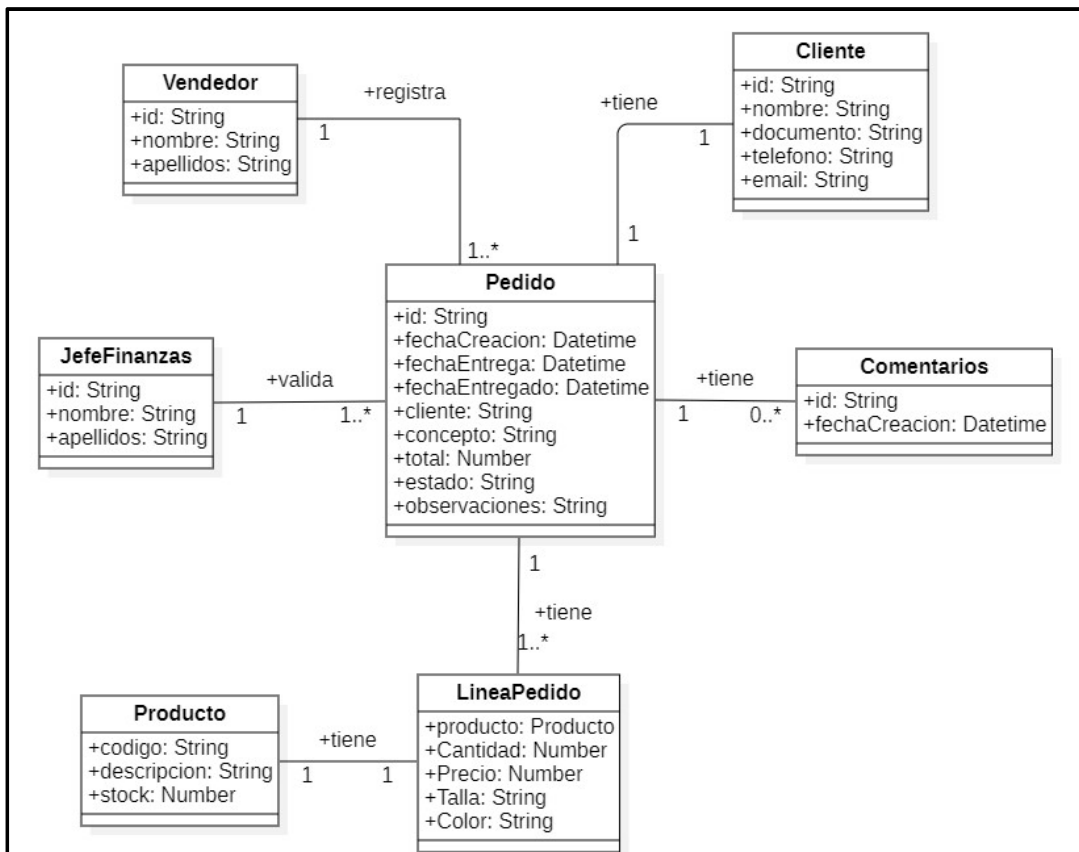 Vendedor
+id: String
+nombre: String
+apellidos: String
+registra
1
1..*
Cliente
+id: String
+nombre: String
+documento: String
+telefono: String
+email: String
+tiene
1
1
Pedido
+id: String
+fechaCreacion: Datetime
+fechaEntrega: Datetime
+fechaEntregado: Datetime
+cliente: String
+concepto: String
+total: Number
+estado: String
+observaciones: String
JefeFinanzas
+id: String
+nombre: String
+apellidos: String
+valida
1
1..*
Comentarios
+id: String
+fechaCreacion: Datetime
+tiene
1
0..*
1
+tiene
1..*
Producto
+codigo: String
+descripcion: String
+stock: Number
+tiene
1
1
LineaPedido
+producto: Producto
+Cantidad: Number
+Precio: Number
+Talla: String
+Color: String